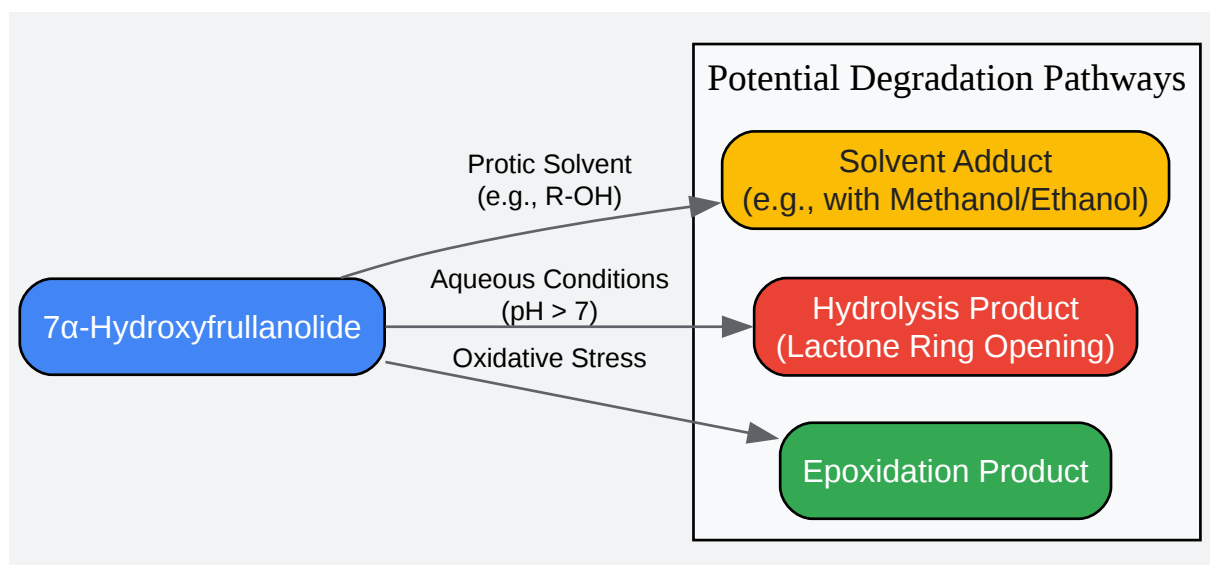 Potential Degradation Pathways
Protic Solvent
(e.g., R-OH)
Solvent Adduct
(e.g., with Methanol/Ethanol)
7α-Hydroxyfrullanolide
Aqueous Conditions
(pH > 7)
Hydrolysis Product
(Lactone Ring Opening)
Oxidative Stress
Epoxidation Product